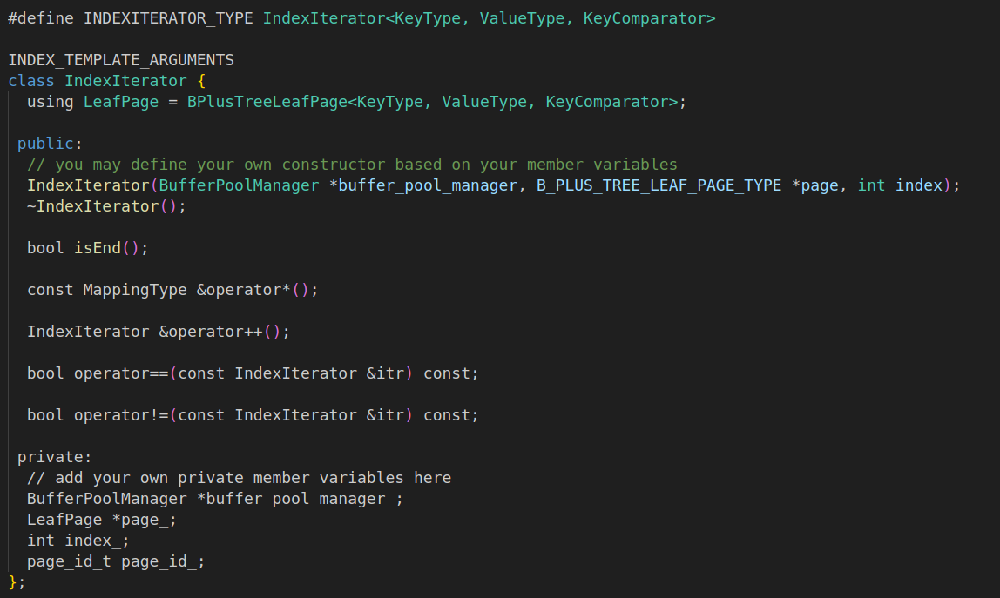 #define INDEXITERATOR_TYPE IndexIterator<KeyType, ValueType, KeyComparator>
INDEX_TEMPLATE_ARGUMENTS
class IndexIterator {
using LeafPage = BPlusTreeLeafPage<KeyType, ValueType, KeyComparator>;
public:
// you may define your own constructor based on your member variables
IndexIterator(BufferPoolManager *buffer_pool_manager, B_PLUS_TREE_LEAF_PAGE_TYPE *page, int index);
~IndexIterator();
bool isEnd();
const MappingType &operator*();
IndexIterator &operator++();
bool operator==(const IndexIterator &itr) const;
bool operator!=(const IndexIterator &itr) const;
private:
// add your own private member variables here
BufferPoolManager *buffer_pool_manager_;
LeafPage *page_;
int index_;
page_id_t page_id_;
};